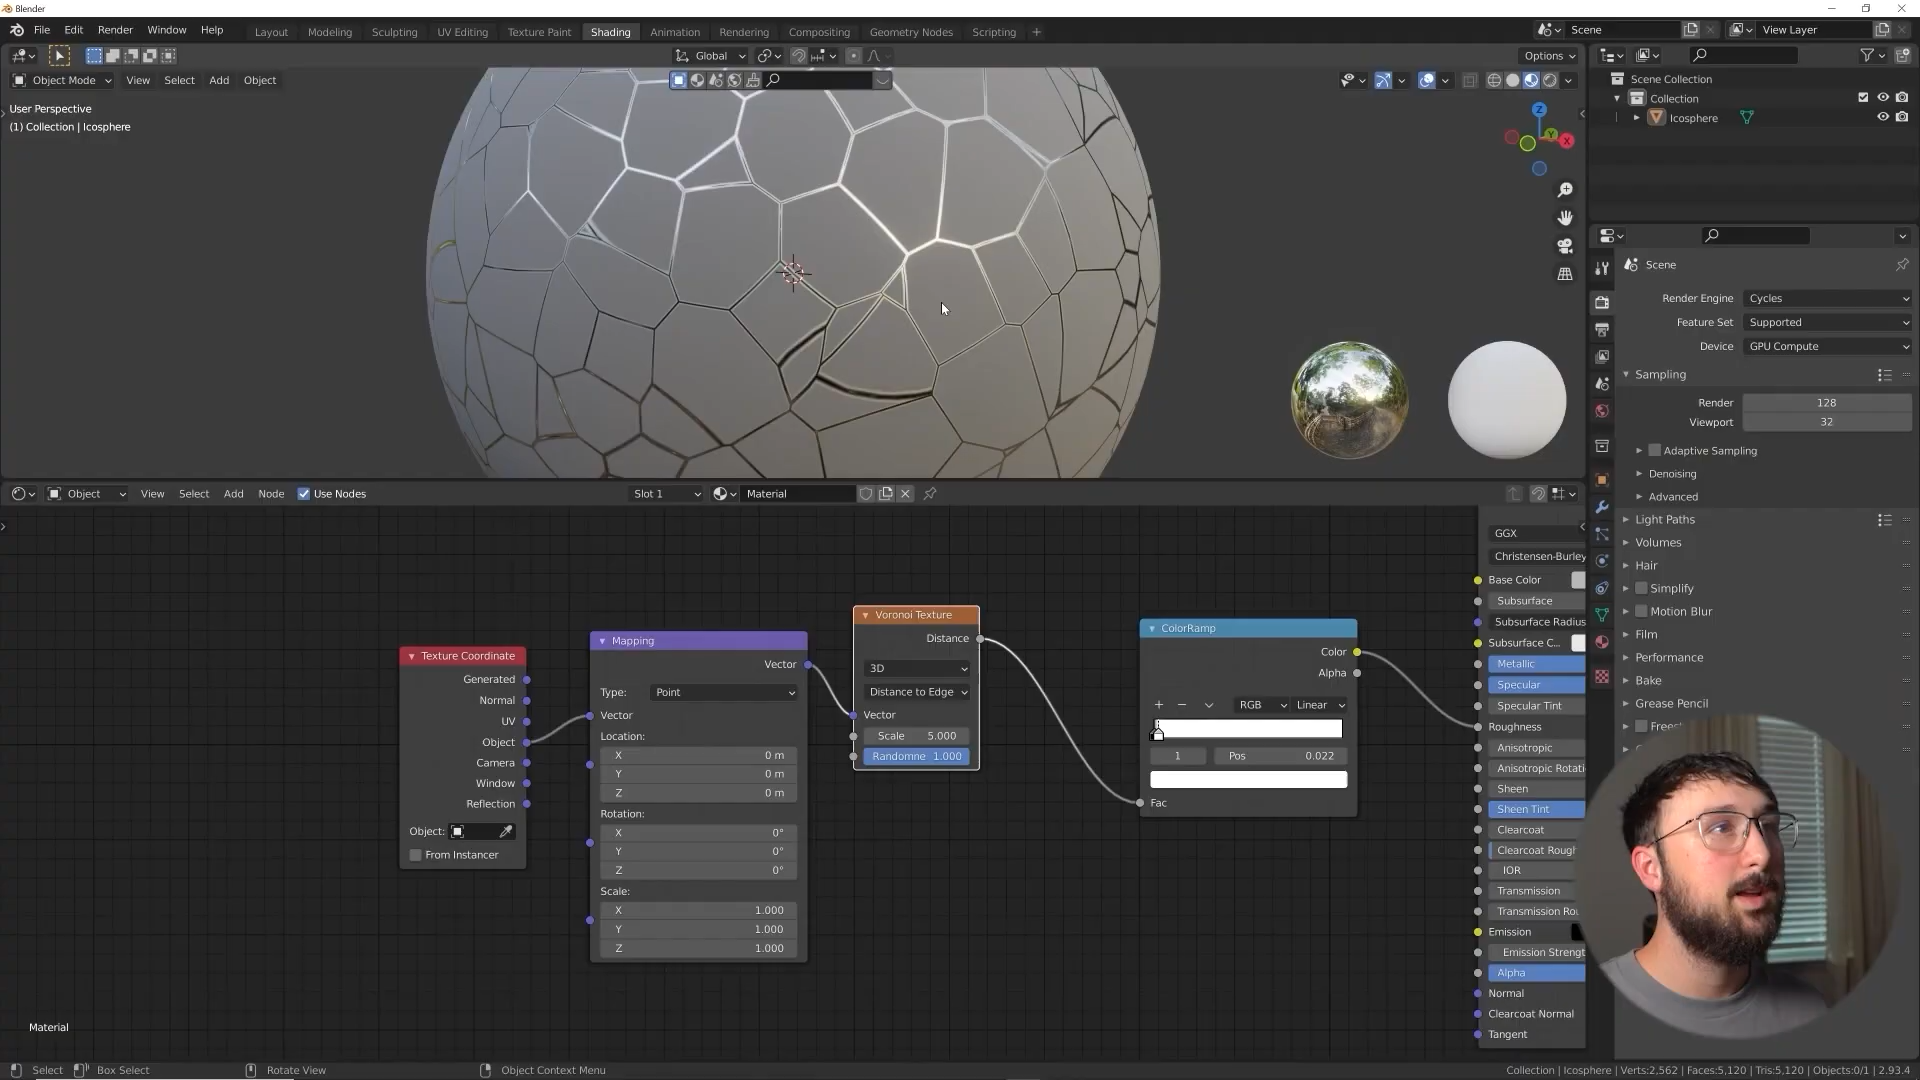 Blender
File Edit Render Window Help
Layout Modeling Sculpting UV Editing Texture Paint Shading Animation Rendering Compositing Geometry Nodes Scripting +
Scene
View Layer
Global
Options
Object Mode View Select Add Object
User Perspective
(1) Collection | Icosphere
Z
Y
X
Scene Collection
Collection
Icosphere
Scene
Render Engine Cycles
Feature Set Supported
Device GPU Compute
Sampling
Render 128
Viewport 32
Adaptive Sampling
Denoising
Advanced
Light Paths
Volumes
Hair
Simplify
Motion Blur
Film
Performance
Bake
Grease Pencil
Object View Select Add Node Use Nodes Slot 1 Material
Texture Coordinate
Generated
Normal
UV
Object
Camera
Window
Reflection
Object:
From Instancer
Mapping
Vector
Type: Point
Vector
Location:
X 0 m
Y 0 m
Z 0 m
Rotation:
X 0°
Y 0°
Z 0°
Scale:
X 1.000
Y 1.000
Z 1.000
Voronoi Texture
Distance
3D
Distance to Edge
Vector
Scale 5.000
Randomne 1.000
ColorRamp
Color
Alpha
+ − RGB Linear
1 Pos 0.022
Fac
GGX
Christensen-Burley
Base Color
Subsurface
Subsurface Radius
Subsurface C...
Metallic
Specular
Specular Tint
Roughness
Anisotropic
Anisotropic Rotati
Sheen
Sheen Tint
Clearcoat
Clearcoat Rough
IOR
Transmission
Transmission Rou
Emission
Emission Strengt
Alpha
Normal
Clearcoat Normal
Tangent
Material
Select Box Select Rotate View Object Context Menu
Collection | Icosphere | Verts:2,562 | Faces:5,120 | Tris:5,120 | Objects:0/1 | 2.93.4